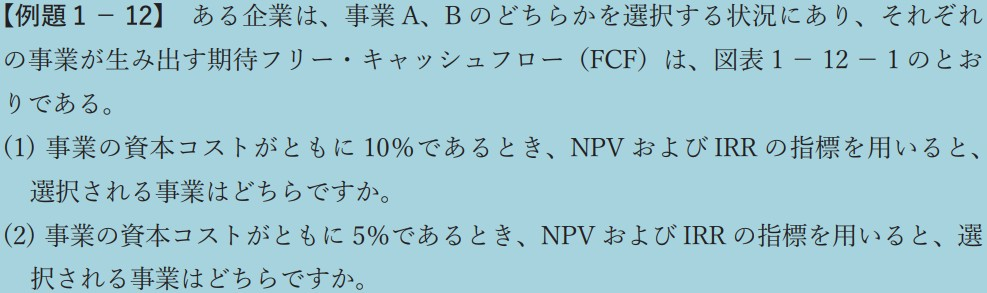 【例題1－12】 ある企業は、事業A、Bのどちらかを選択する状況にあり、それぞれ
の事業が生み出す期待フリー・キャッシュフロー（FCF）は、図表1－12－1のとお
りである。
(1) 事業の資本コストがともに10%であるとき、NPVおよびIRRの指標を用いると、
選択される事業はどちらですか。
(2) 事業の資本コストがともに5%であるとき、NPVおよびIRRの指標を用いると、選
択される事業はどちらですか。